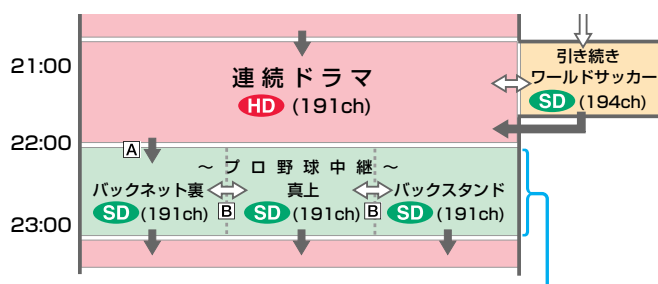 21:00
連続ドラマ
HD (191ch)
引き続き
ワールドサッカー
SD (194ch)
22:00
A
～プロ野球中継～
バックネット裏
SD (191ch)
B
真上
SD (191ch)
B
バックスタンド
SD (191ch)
23:00